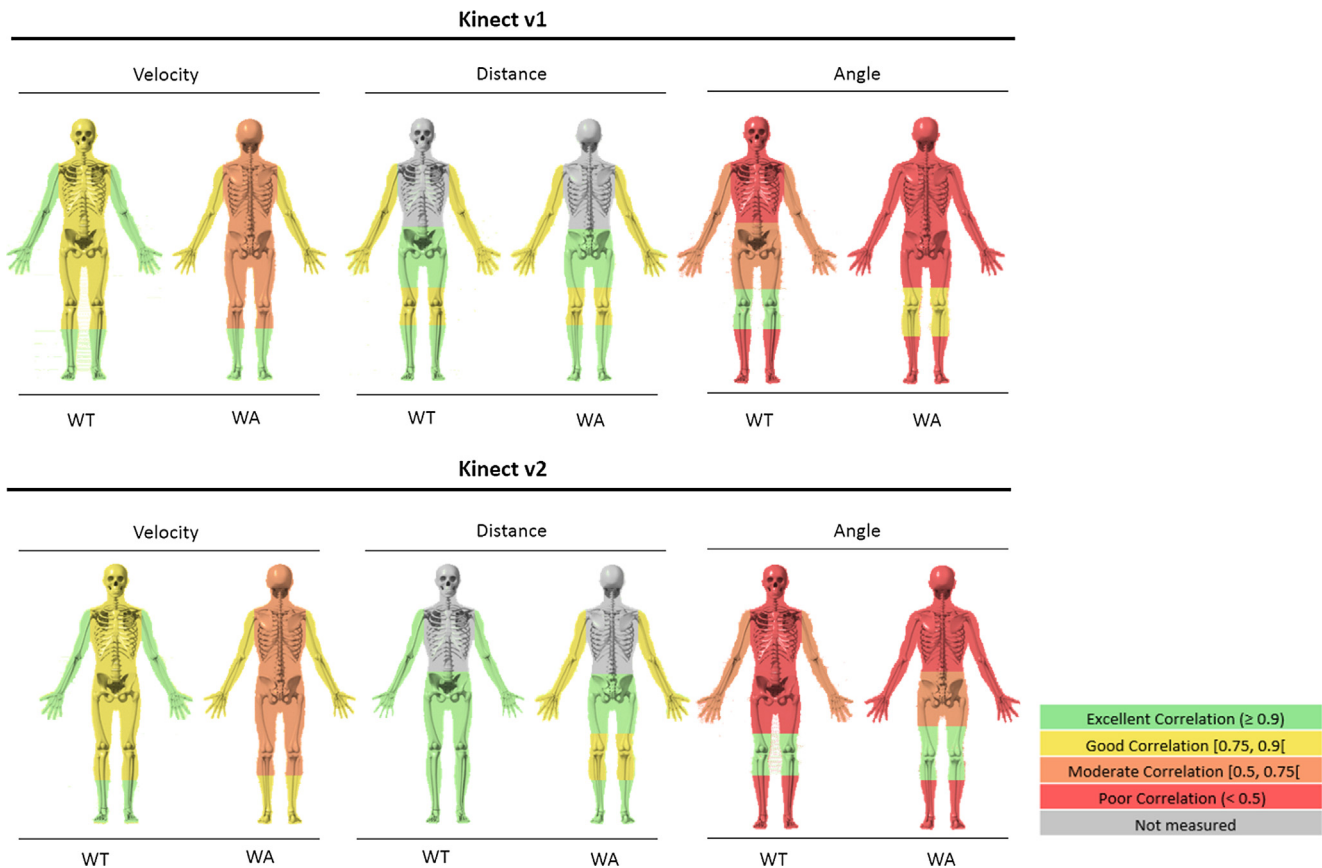 Kinect v1
Velocity
Distance
Angle
WT
WA
WT
WA
WT
WA
Kinect v2
Velocity
Distance
Angle
WT
WA
WT
WA
WT
WA
Excellent Correlation (≥ 0.9)
Good Correlation [0.75, 0.9[
Moderate Correlation [0.5, 0.75[
Poor Correlation (< 0.5)
Not measured